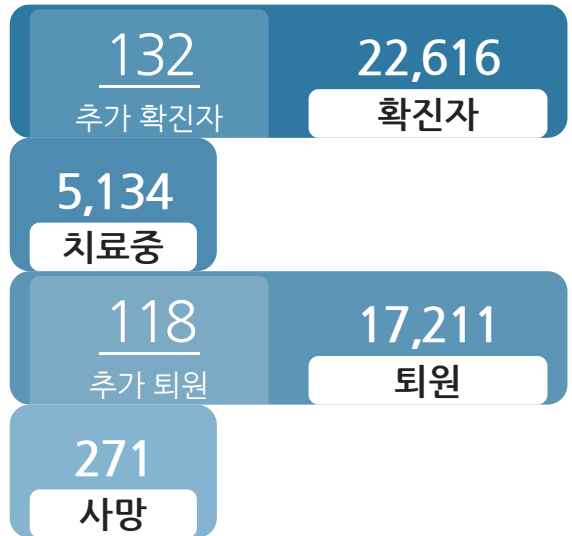 132
추가 확진자
22,616
확진자
5,134
치료중
118
추가 퇴원
17,211
퇴원
271
사망